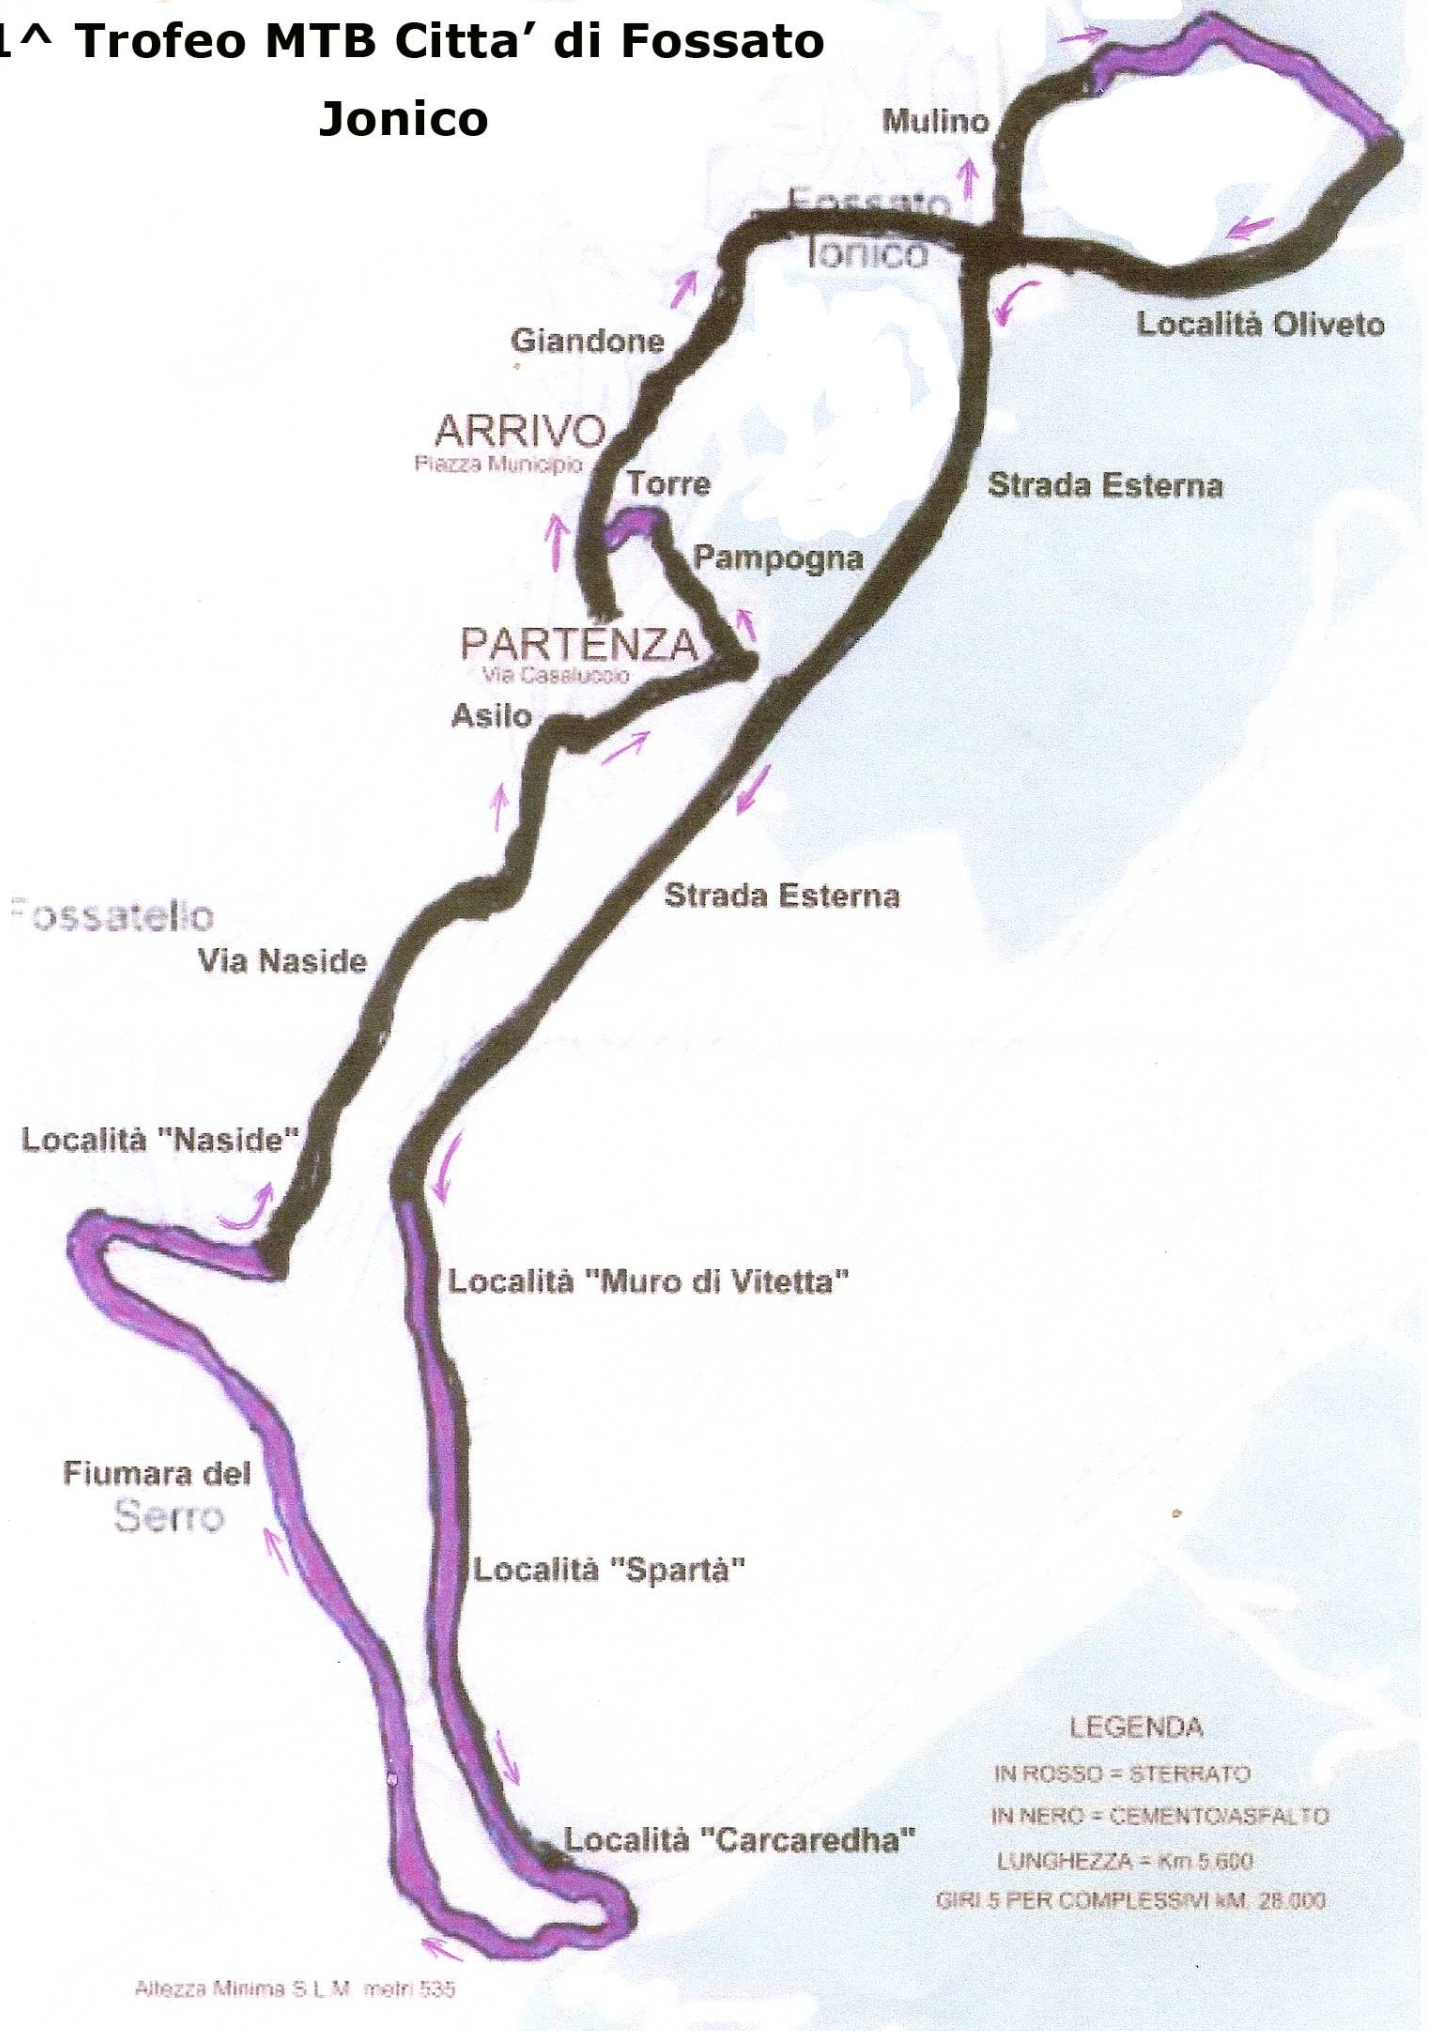 1^ Trofeo MTB Citta’ di Fossato
Jonico
Mulino
Fossato
Ionico
Località Oliveto
Giandone
ARRIVO
Piazza Municipio
Torre
Strada Esterna
Pampogna
PARTENZA
Via Casaluccio
Asilo
Strada Esterna
Fossatello
Via Naside
Località "Naside"
Località "Muro di Vitetta"
Fiumara del
Serro
Località "Spartà"
LEGENDA
IN ROSSO = STERRATO
IN NERO = CEMENTO/ASFALTO
Località "Carcaredha"
LUNGHEZZA = Km 5.600
GIRI 5 PER COMPLESSIVI kM. 28.000
Altezza Minima S.L.M. metri 535